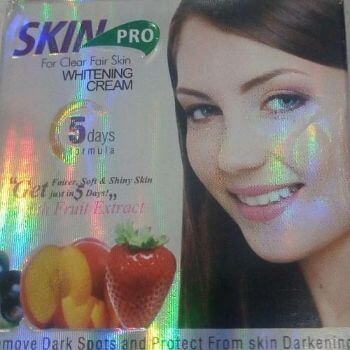 SKIN PRO
For Clear Fair Skin
WHITENING
CREAM
5 days
formula
"Get Fairer, Soft & Shiny Skin
just in 5 Days!"
Fruit Extract
move Dark Spots and Protect From skin Darkening